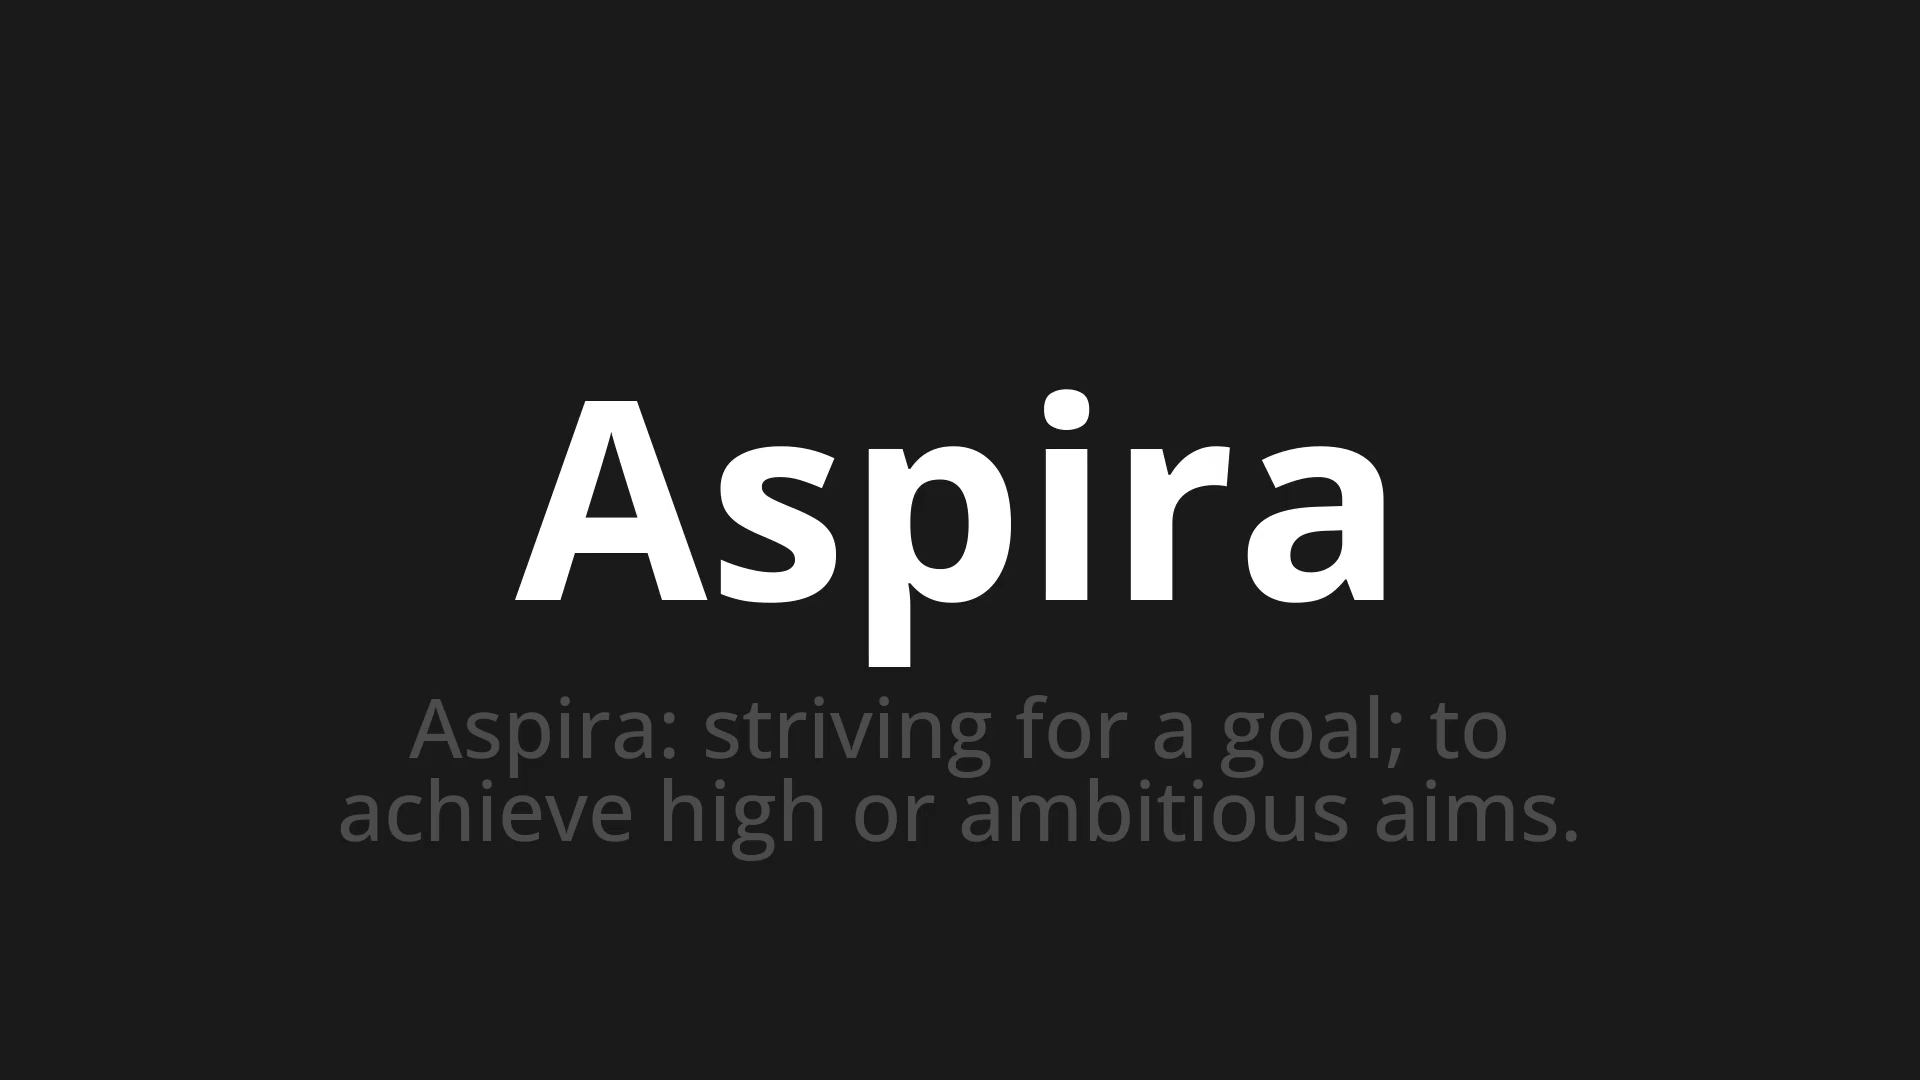 Aspira
Aspira: striving for a goal; to
achieve high or ambitious aims.